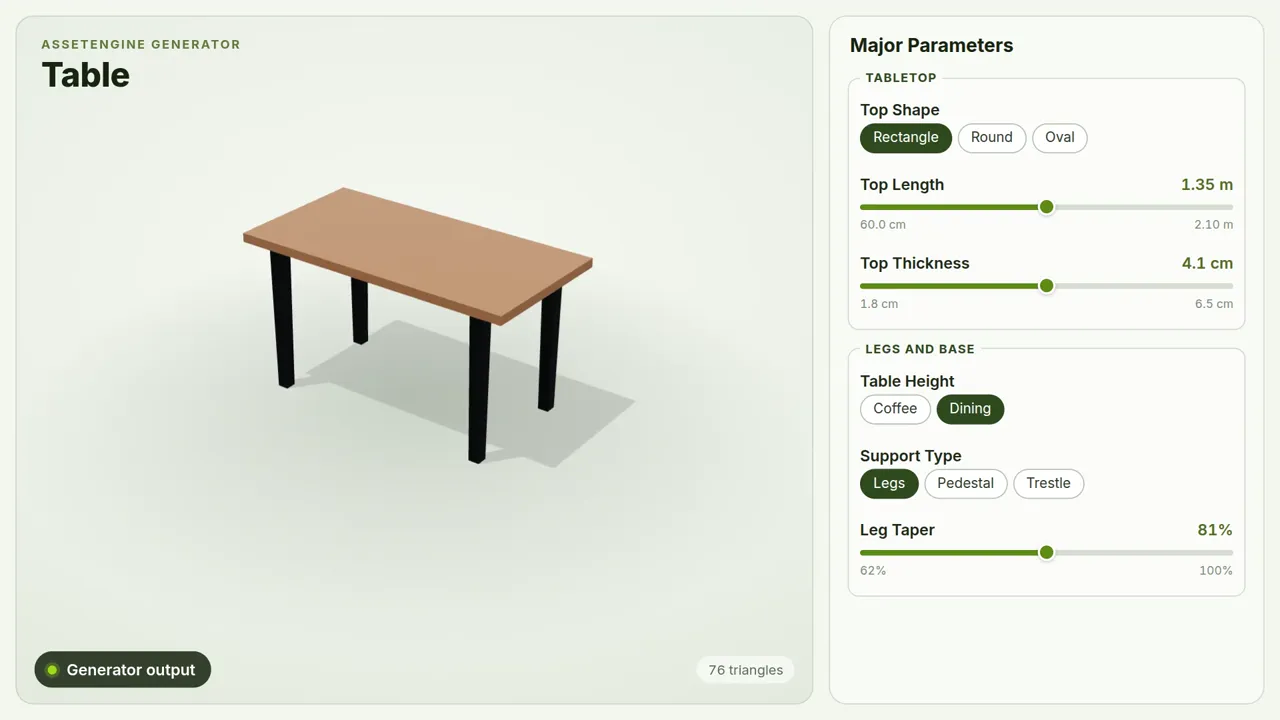 ASSETENGINE GENERATOR
Table
Generator output
76 triangles
Major Parameters
TABLETOP
Top Shape
Rectangle Round Oval
Top Length 1.35 m
60.0 cm 2.10 m
Top Thickness 4.1 cm
1.8 cm 6.5 cm
LEGS AND BASE
Table Height
Coffee Dining
Support Type
Legs Pedestal Trestle
Leg Taper 81%
62% 100%